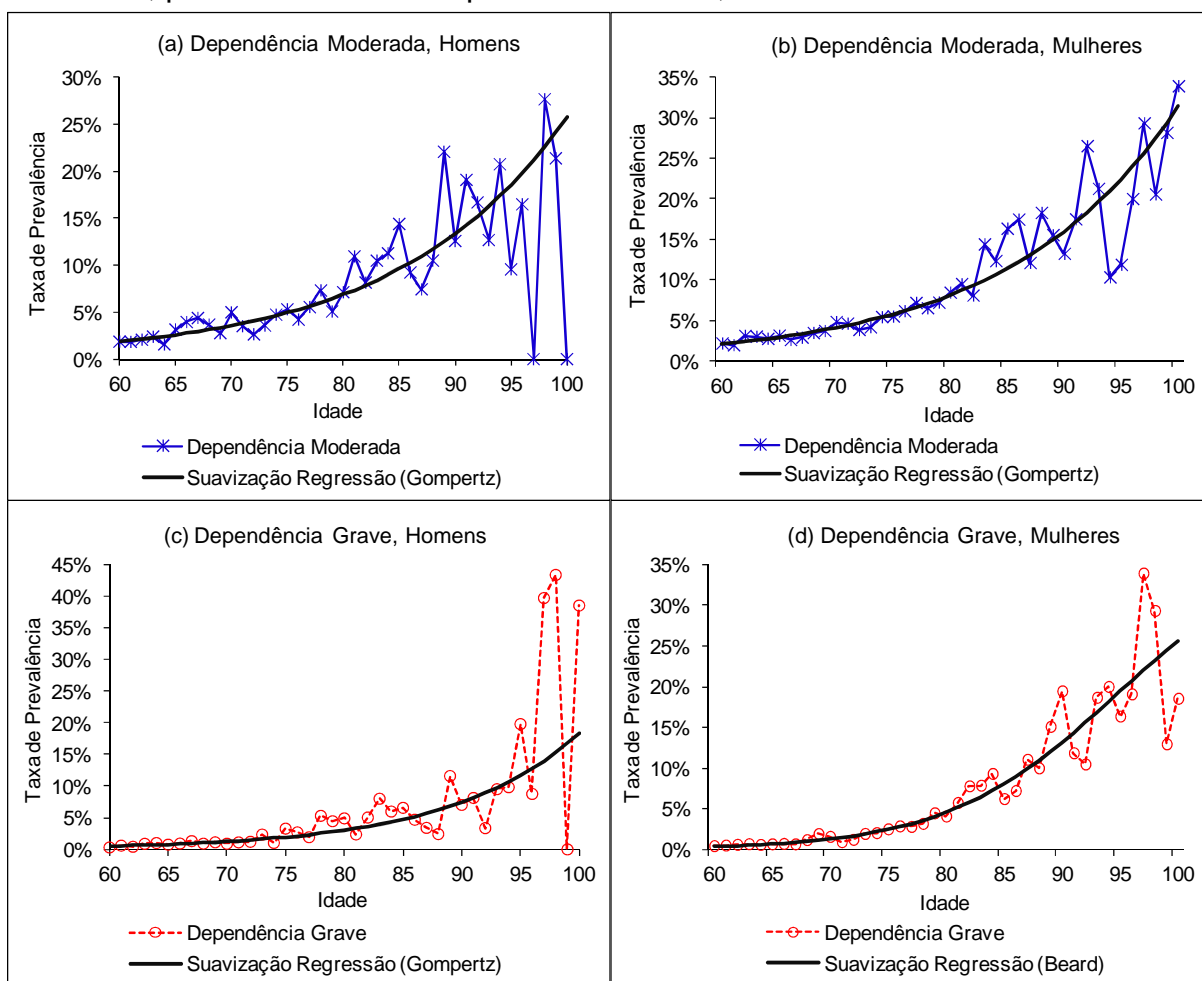 (a) Dependência Moderada, Homens
30%
25%
20%
15%
10%
5%
0%
Taxa de Prevalência
60 65 70 75 80 85 90 95 100
Idade
Dependência Moderada
Suavização Regressão (Gompertz)
(b) Dependência Moderada, Mulheres
35%
30%
25%
20%
15%
10%
5%
0%
Taxa de Prevalência
60 65 70 75 80 85 90 95 100
Idade
Dependência Moderada
Suavização Regressão (Gompertz)
(c) Dependência Grave, Homens
45%
40%
35%
30%
25%
20%
15%
10%
5%
0%
Taxa de Prevalência
60 65 70 75 80 85 90 95 100
Idade
Dependência Grave
Suavização Regressão (Gompertz)
(d) Dependência Grave, Mulheres
35%
30%
25%
20%
15%
10%
5%
0%
Taxa de Prevalência
60 65 70 75 80 85 90 95 100
Idade
Dependência Grave
Suavização Regressão (Beard)